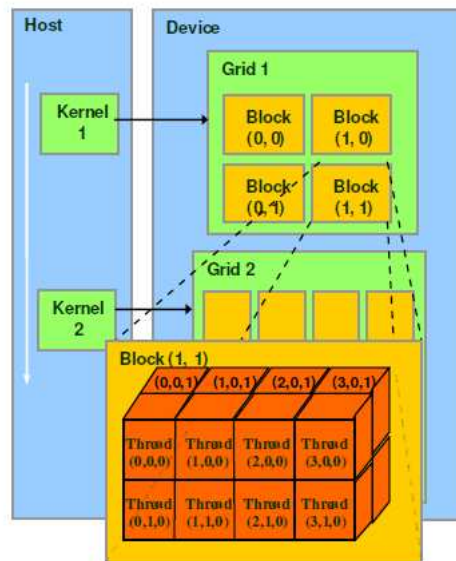 Host
Device
Grid 1
Kernel
1
Block
(0, 0)
Block
(1, 0)
Block
(0, 1)
Block
(1, 1)
Grid 2
Kernel
2
Block (1, 1)
(0,0,1)
(1,0,1)
(2,0,1)
(3,0,1)
Thread
(0,0,0)
Thread
(1,0,0)
Thread
(2,0,0)
Thread
(3,0,0)
Thread
(0,1,0)
Thread
(1,1,0)
Thread
(2,1,0)
Thread
(3,1,0)